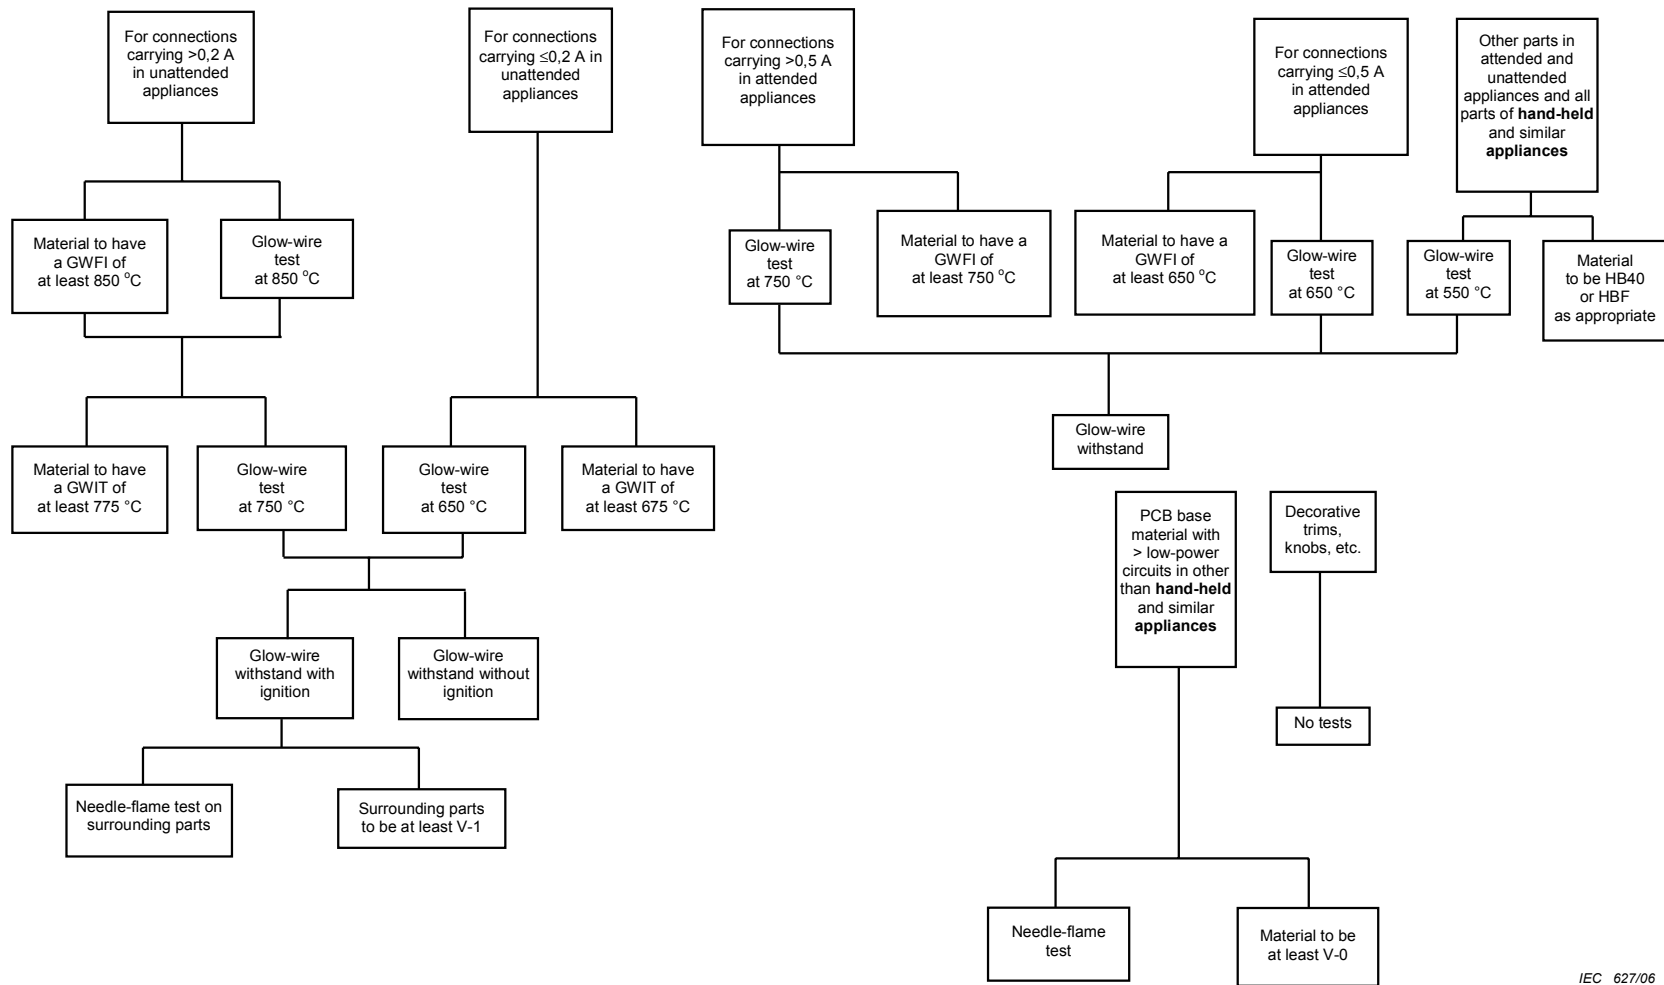 For connections
carrying >0,2 A
in unattended
appliances
For connections
carrying ≤0,2 A in
unattended
appliances
For connections
carrying >0,5 A
in attended
appliances
For connections
carrying ≤0,5 A
in attended
appliances
Other parts in
attended and
unattended
appliances and all
parts of hand-held
and similar
appliances
Material to have
a GWFI of
at least 850 °C
Glow-wire
test
at 850 °C
Glow-wire
test
at 750 °C
Material to have a
GWFI of
at least 750 °C
Material to have a
GWFI of
at least 650 °C
Glow-wire
test
at 650 °C
Glow-wire
test
at 550 °C
Material
to be HB40
or HBF
as appropriate
Glow-wire
withstand
Material to have
a GWIT of
at least 775 °C
Glow-wire
test
at 750 °C
Glow-wire
test
at 650 °C
Material to have
a GWIT of
at least 675 °C
PCB base
material with
> low-power
circuits in other
than hand-held
and similar
appliances
Decorative
trims,
knobs, etc.
Glow-wire
withstand with
ignition
Glow-wire
withstand without
ignition
No tests
Needle-flame test on
surrounding parts
Surrounding parts
to be at least V-1
Needle-flame
test
Material to be
at least V-0
IEC 627/06